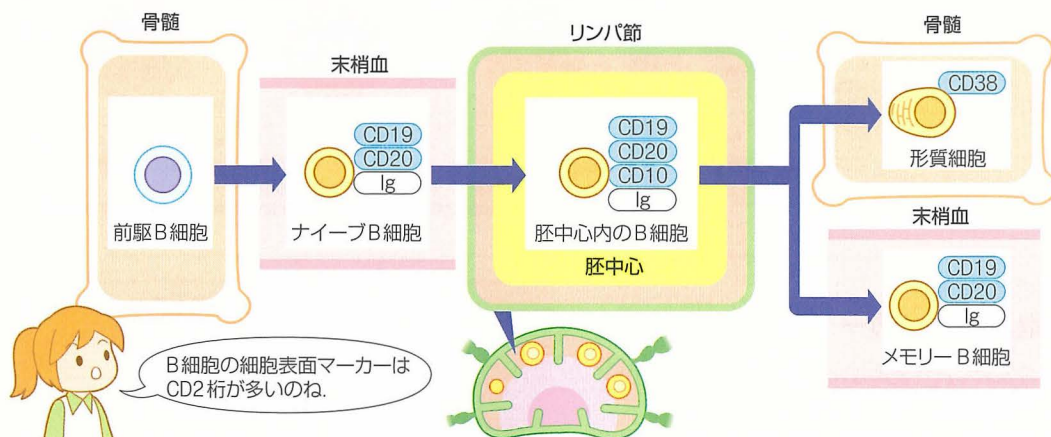 骨髄
前駆B細胞
末梢血
CD19
CD20
Ig
ナイーブB細胞
リンパ節
CD19
CD20
CD10
Ig
胚中心内のB細胞
胚中心
骨髄
CD38
形質細胞
末梢血
CD19
CD20
Ig
メモリーB細胞
B細胞の細胞表面マーカーは
CD2桁が多いのね.